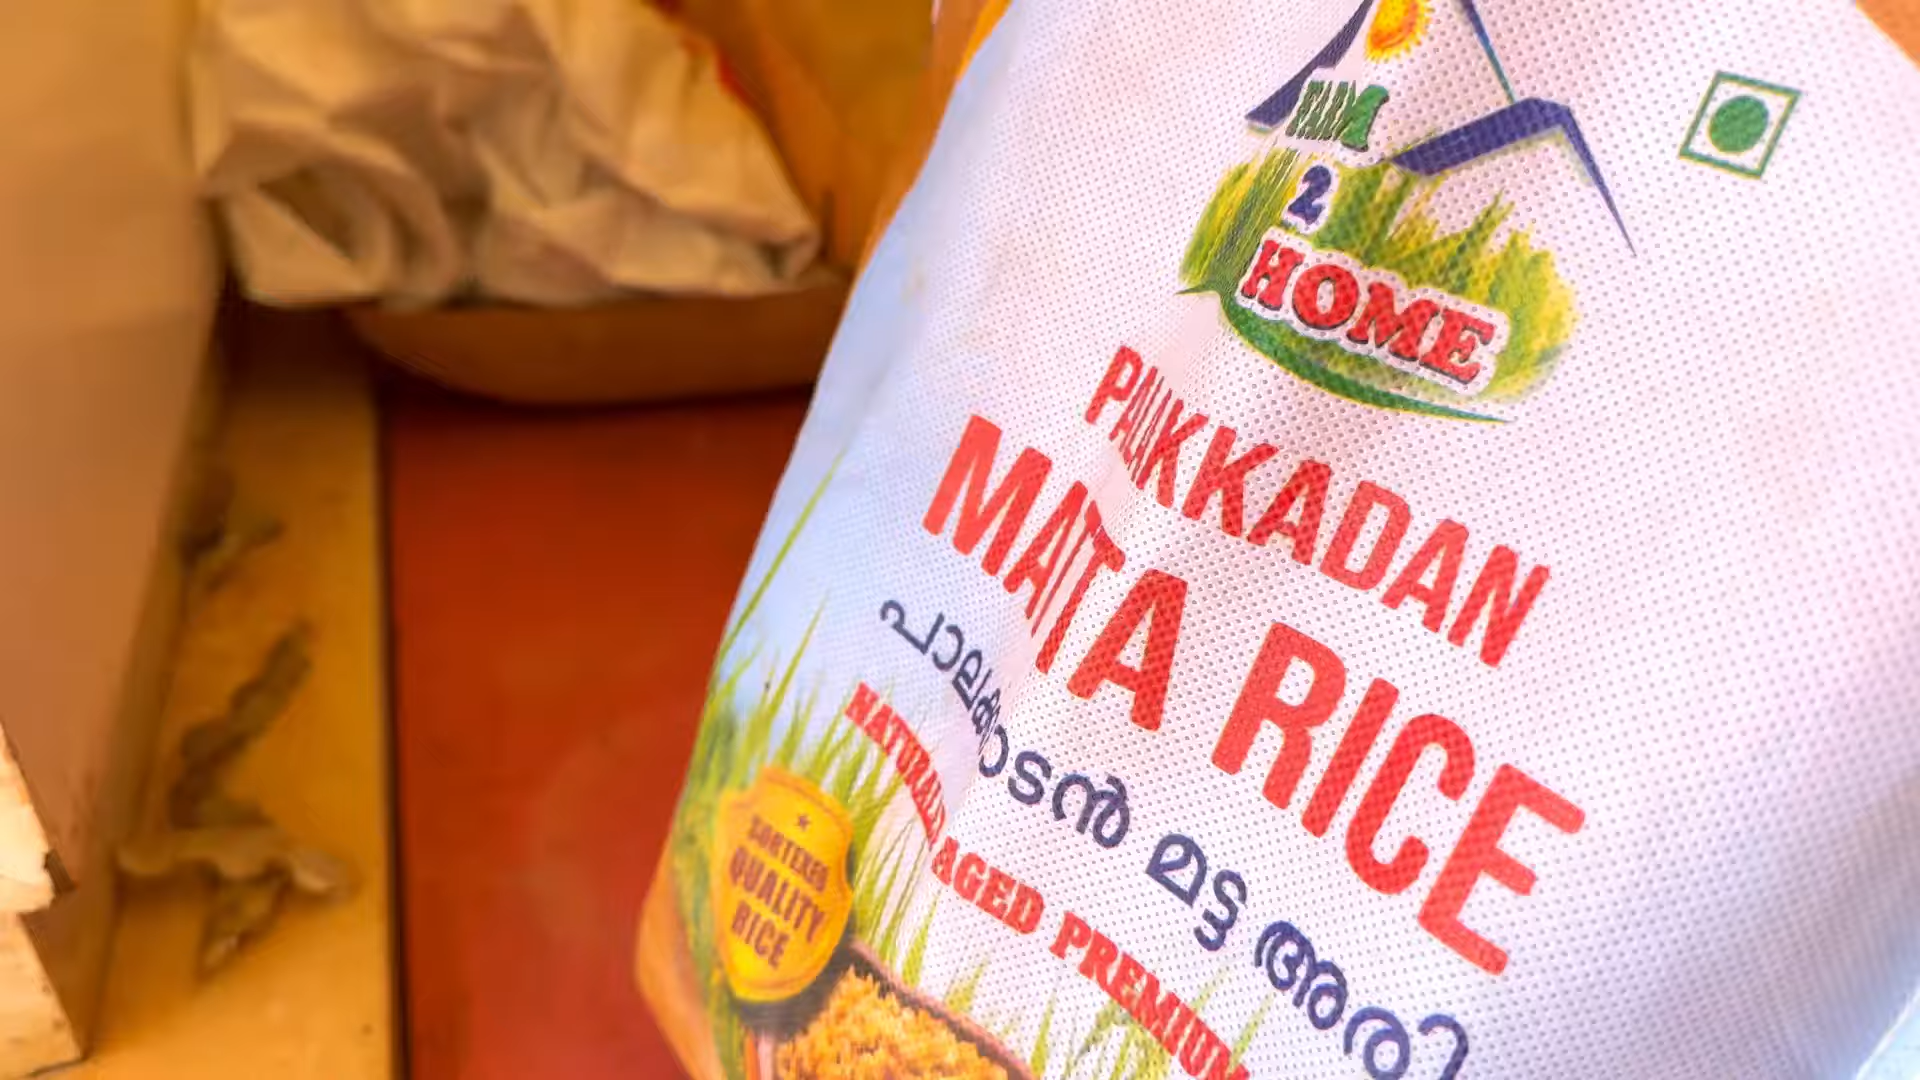 FARM
2
HOME
PALAKKADAN
MATTA RICE
പാലക്കാടൻ മട്ട അരി
NATURALLY AGED PREMIUM
SORTEXED
QUALITY
RICE